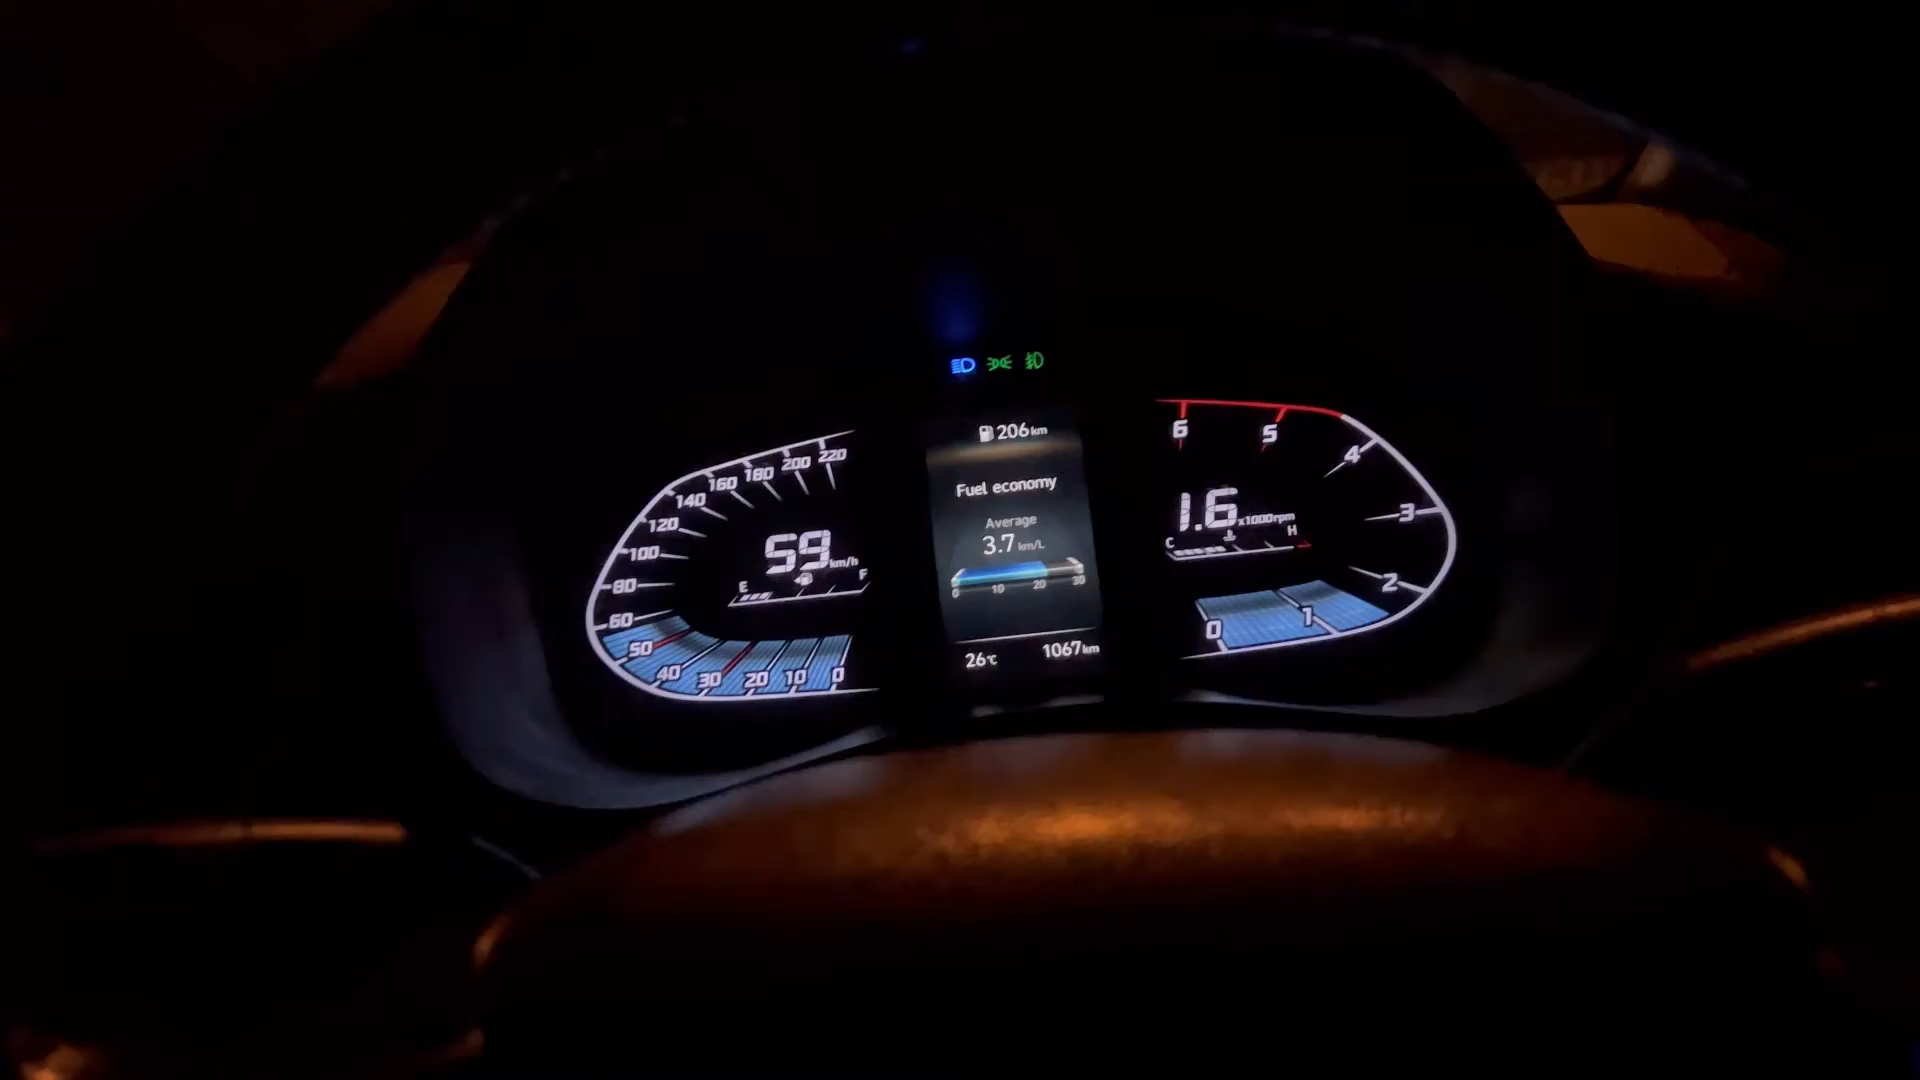 206 km
Fuel economy
Average
3.7 km/L
0 10 20 30
26°C 1067 km
220
200
180
160
140
120
100
80
60
50
40
30
20
10
0
59 km/h
E F
6
5
4
3
2
1
0
1.6 x1000rpm
C H